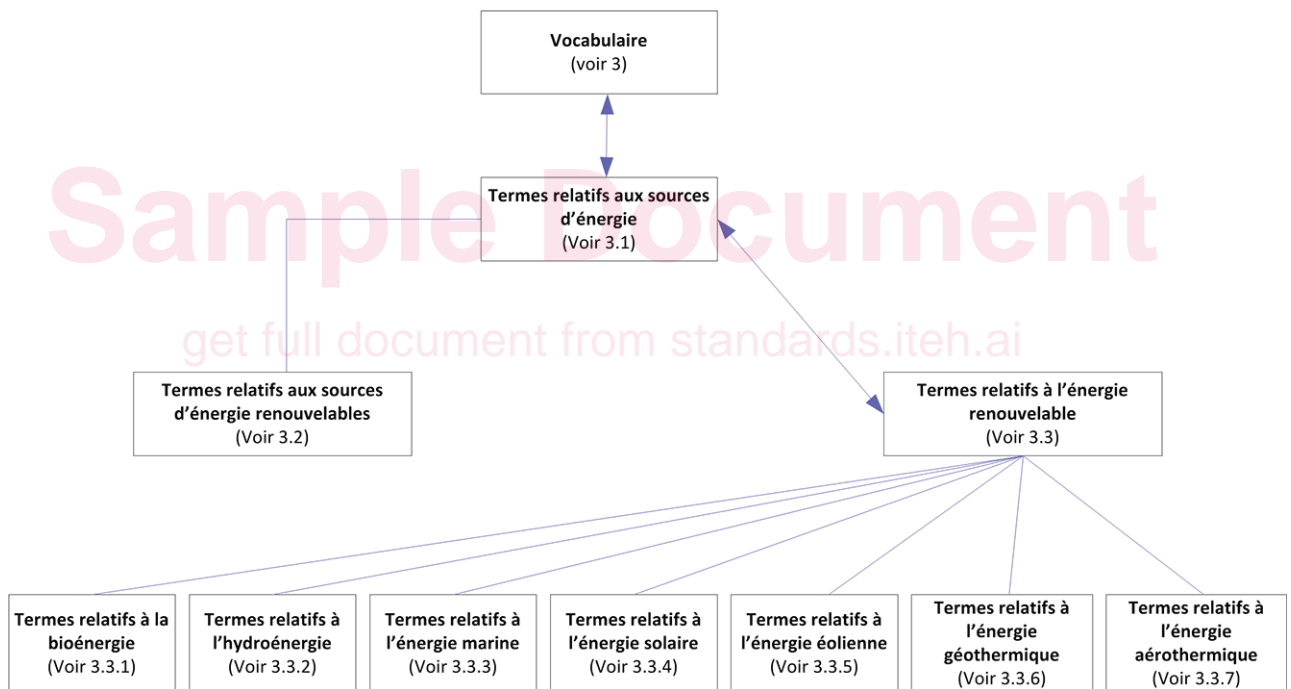 Vocabulaire
(voir 3)
Termes relatifs aux sources
d'énergie
(Voir 3.1)
Sample Document
get full document from standards.iteh.ai
Termes relatifs aux sources
d'énergie renouvelables
(Voir 3.2)
Termes relatifs à l'énergie
renouvelable
(Voir 3.3)
Termes relatifs à la
bioénergie
(Voir 3.3.1)
Termes relatifs à
l'hydroénergie
(Voir 3.3.2)
Termes relatifs à
l'énergie marine
(Voir 3.3.3)
Termes relatifs à
l'énergie solaire
(Voir 3.3.4)
Termes relatifs à
l'énergie éolienne
(Voir 3.3.5)
Termes relatifs à
l'énergie
géothermique
(Voir 3.3.6)
Termes relatifs à
l'énergie
aérothermique
(Voir 3.3.7)